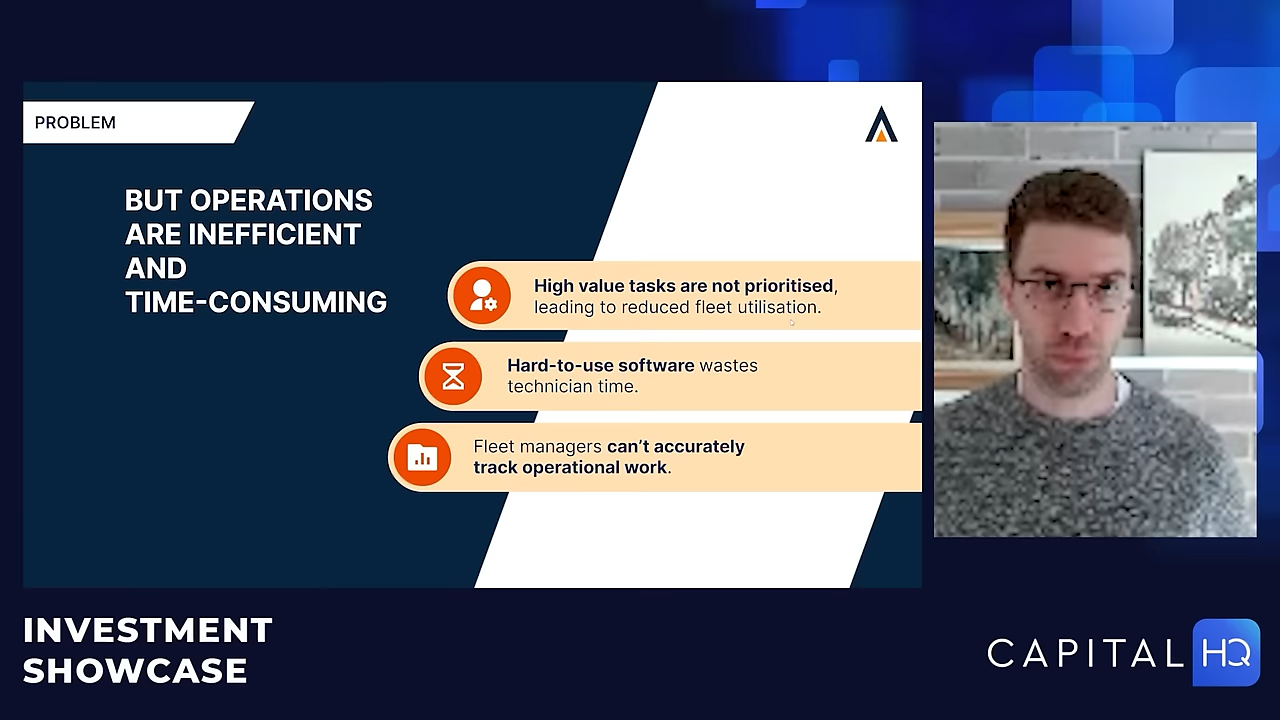 PROBLEM
BUT OPERATIONS
ARE INEFFICIENT
AND
TIME-CONSUMING
High value tasks are not prioritised,
leading to reduced fleet utilisation.
Hard-to-use software wastes
technician time.
Fleet managers can't accurately
track operational work.
INVESTMENT
SHOWCASE
CAPITAL HQ